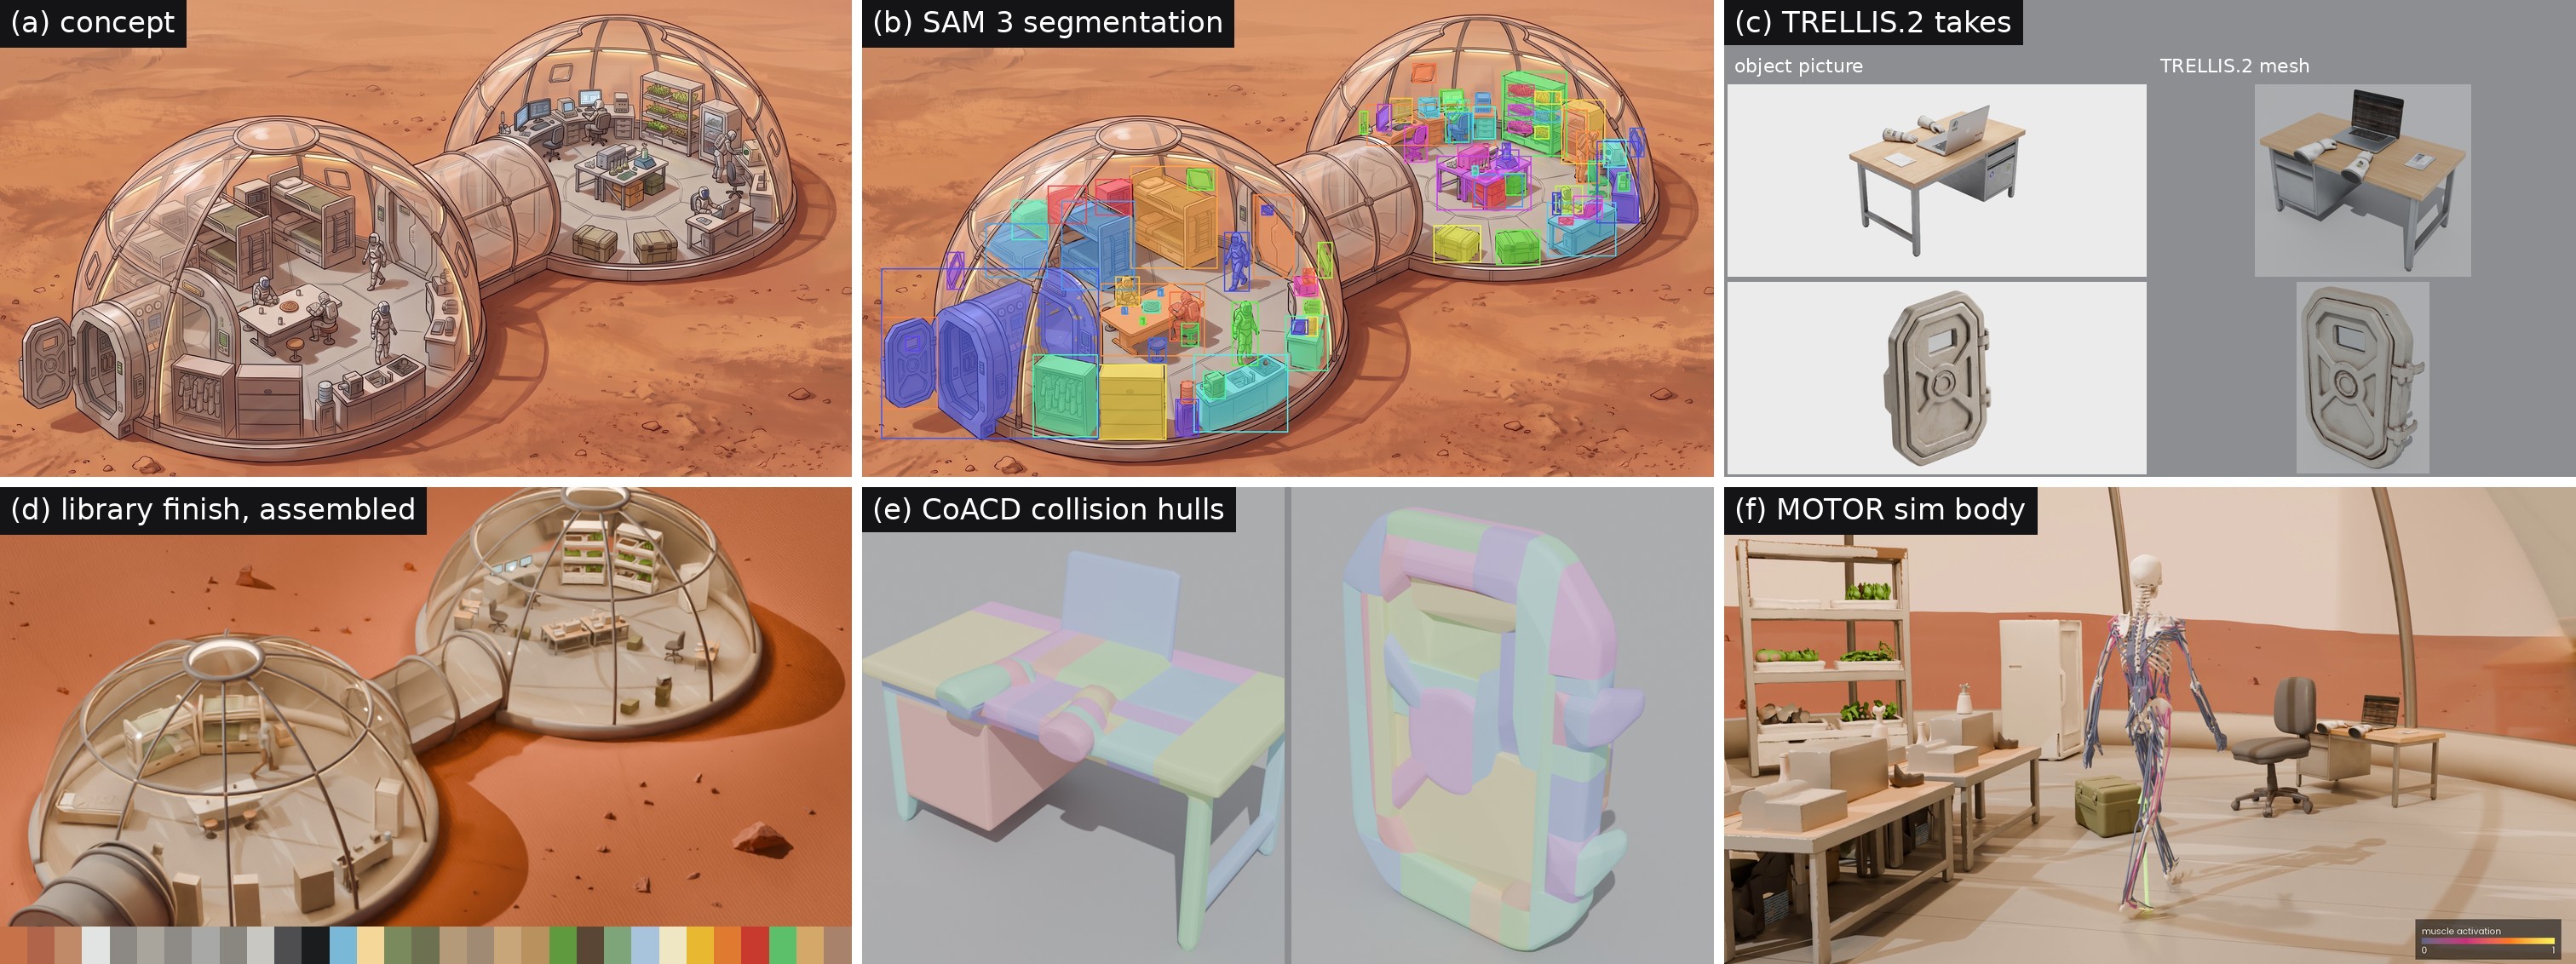 (a) concept
(b) SAM 3 segmentation
(c) TRELLIS.2 takes
object picture
TRELLIS.2 mesh
(d) library finish, assembled
(e) CoACD collision hulls
(f) MOTOR sim body
muscle activation
0
1